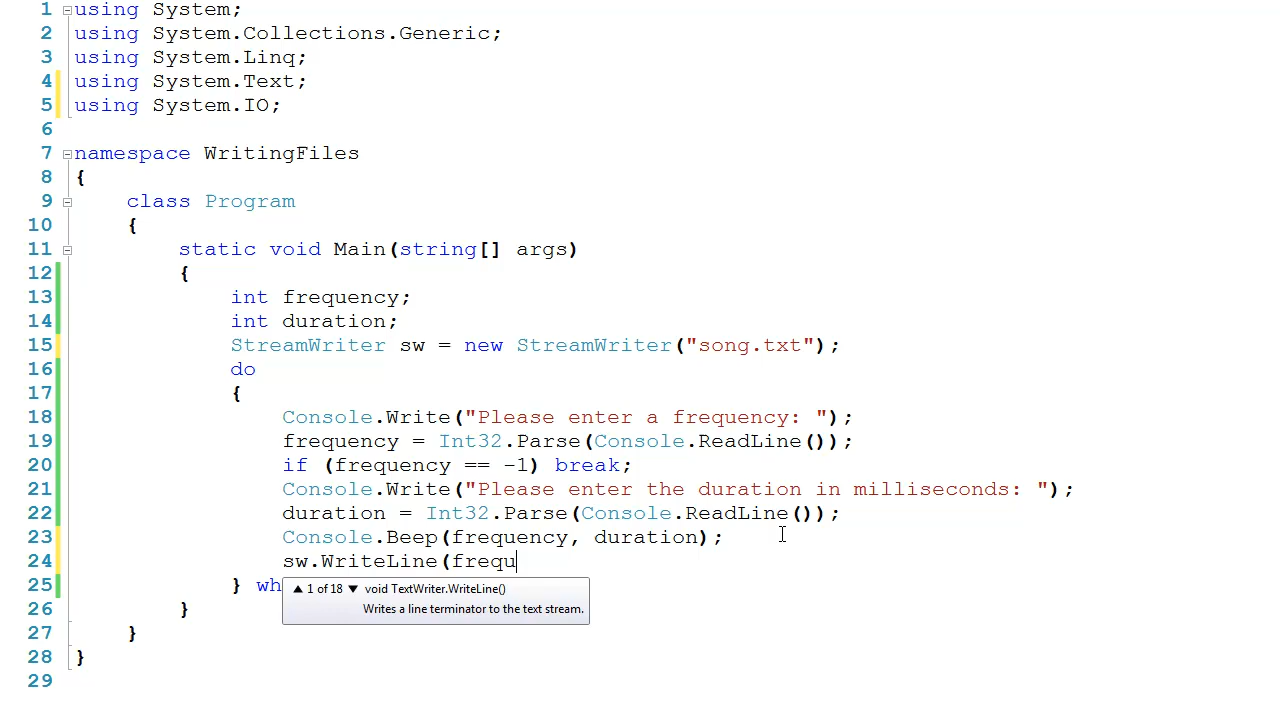 1 using System;
2 using System.Collections.Generic;
3 using System.Linq;
4 using System.Text;
5 using System.IO;
6
7 namespace WritingFiles
8 {
9 class Program
10 {
11 static void Main(string[] args)
12 {
13 int frequency;
14 int duration;
15 StreamWriter sw = new StreamWriter("song.txt");
16 do
17 {
18 Console.Write("Please enter a frequency: ");
19 frequency = Int32.Parse(Console.ReadLine());
20 if (frequency == -1) break;
21 Console.Write("Please enter the duration in milliseconds: ");
22 duration = Int32.Parse(Console.ReadLine());
23 Console.Beep(frequency, duration);
24 sw.WriteLine(frequ
25 } wh
▲ 1 of 18 ▼ void TextWriter.WriteLine()
Writes a line terminator to the text stream.
26 }
27 }
28 }
29